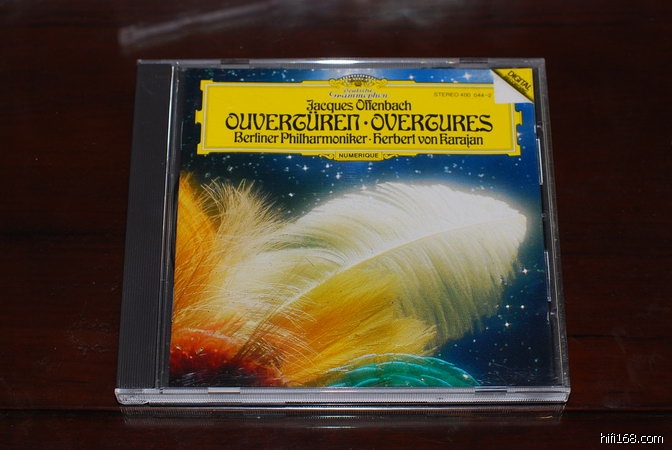 Deutsche
Grammophon
STEREO 400 044-2
DIGITAL
Jacques Offenbach
OUVERTÜREN · OVERTURES
Berliner Philharmoniker · Herbert von Karajan
NUMERIQUE
hifi168.com